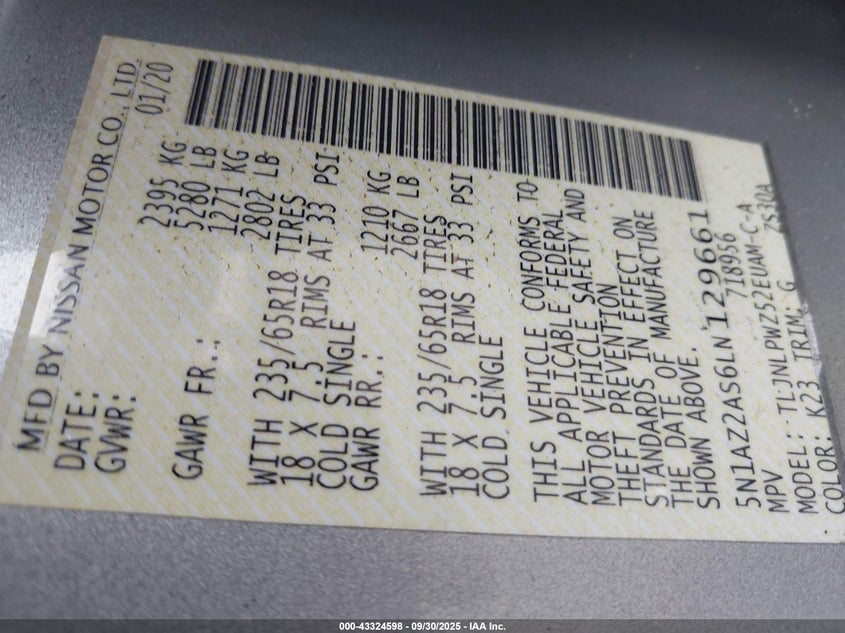 MFD BY NISSAN MOTOR CO., LTD.
DATE: 01/20
GVWR: 2395 KG
5280 LB
GAWR FR.: 1271 KG
2802 LB
WITH 235/65R18 TIRES
18 X 7.5 RIMS AT 33 PSI
COLD SINGLE
GAWR RR.: 1210 KG
2667 LB
WITH 235/65R18 TIRES
18 X 7.5 RIMS AT 33 PSI
COLD SINGLE
THIS VEHICLE CONFORMS TO
ALL APPLICABLE FEDERAL
MOTOR VEHICLE SAFETY AND
THEFT PREVENTION
STANDARDS IN EFFECT ON
THE DATE OF MANUFACTURE
SHOWN ABOVE.
5N1AZ2AS6LN129661
MPV 718956
MODEL: TLJNLPWZ52EUAM-C-A
COLOR: K23 TRIM: G ZS30A
000-43324598 - 09/30/2025 - IAA Inc.